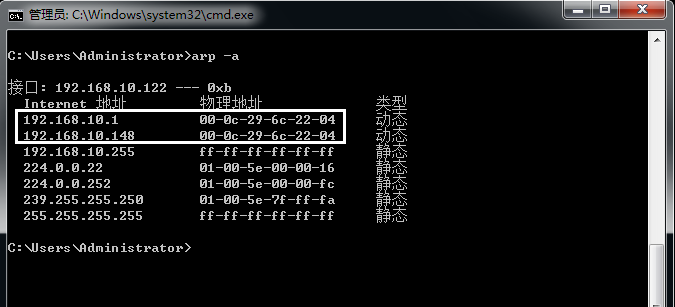 管理员: C:\Windows\system32\cmd.exe
C:\Users\Administrator>arp -a
接口: 192.168.10.122 --- 0xb
Internet 地址 物理地址 类型
192.168.10.1 00-0c-29-6c-22-04 动态
192.168.10.148 00-0c-29-6c-22-04 动态
192.168.10.255 ff-ff-ff-ff-ff-ff 静态
224.0.0.22 01-00-5e-00-00-16 静态
224.0.0.252 01-00-5e-00-00-fc 静态
239.255.255.250 01-00-5e-7f-ff-fa 静态
255.255.255.255 ff-ff-ff-ff-ff-ff 静态
C:\Users\Administrator>